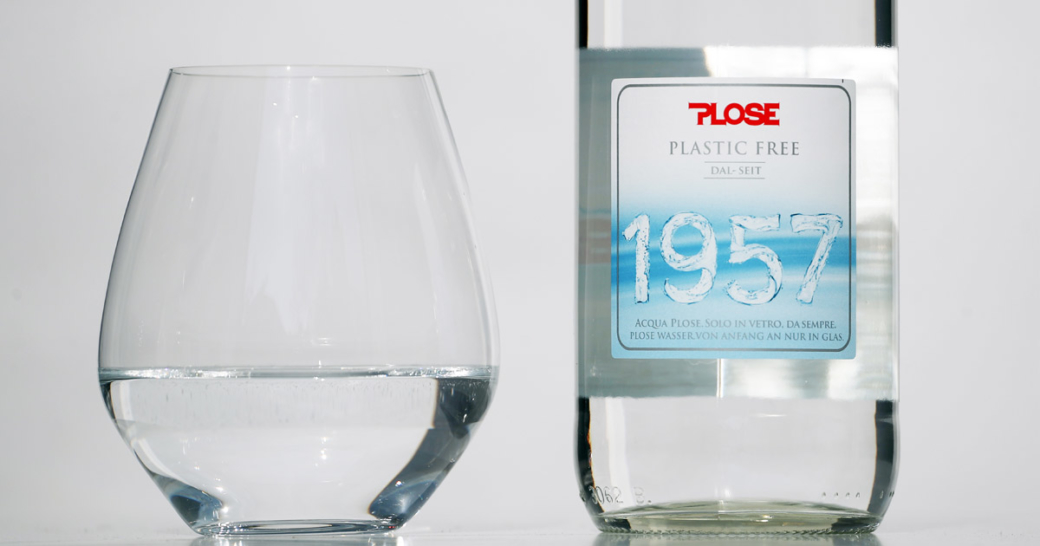 PLOSE
PLASTIC FREE
DAL- SEIT
1957
ACQUA PLOSE. SOLO IN VETRO, DA SEMPRE.
PLOSE WASSER.VON ANFANG AN NUR IN GLAS.